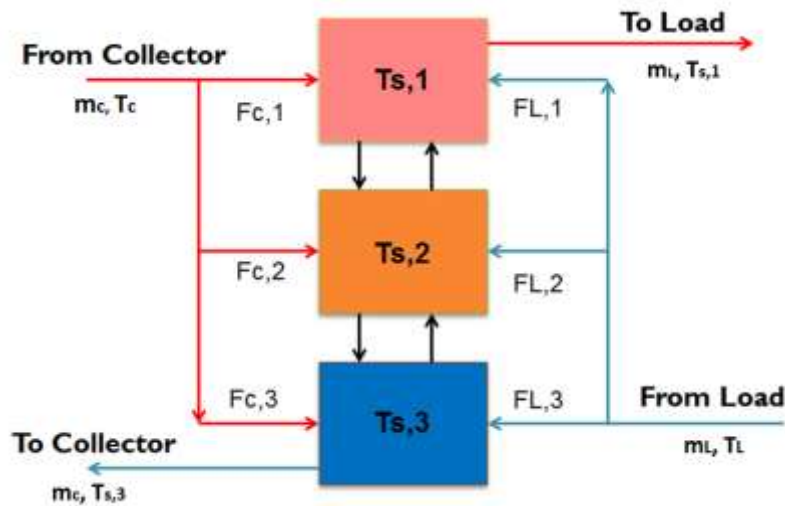 To Load
From Collector
mL, Ts,1
Ts,1
mc, Tc
Fc,1
FL,1
Ts,2
Fc,2
FL,2
Fc,3
FL,3
From Load
Ts,3
To Collector
mL, TL
mc, Ts,3